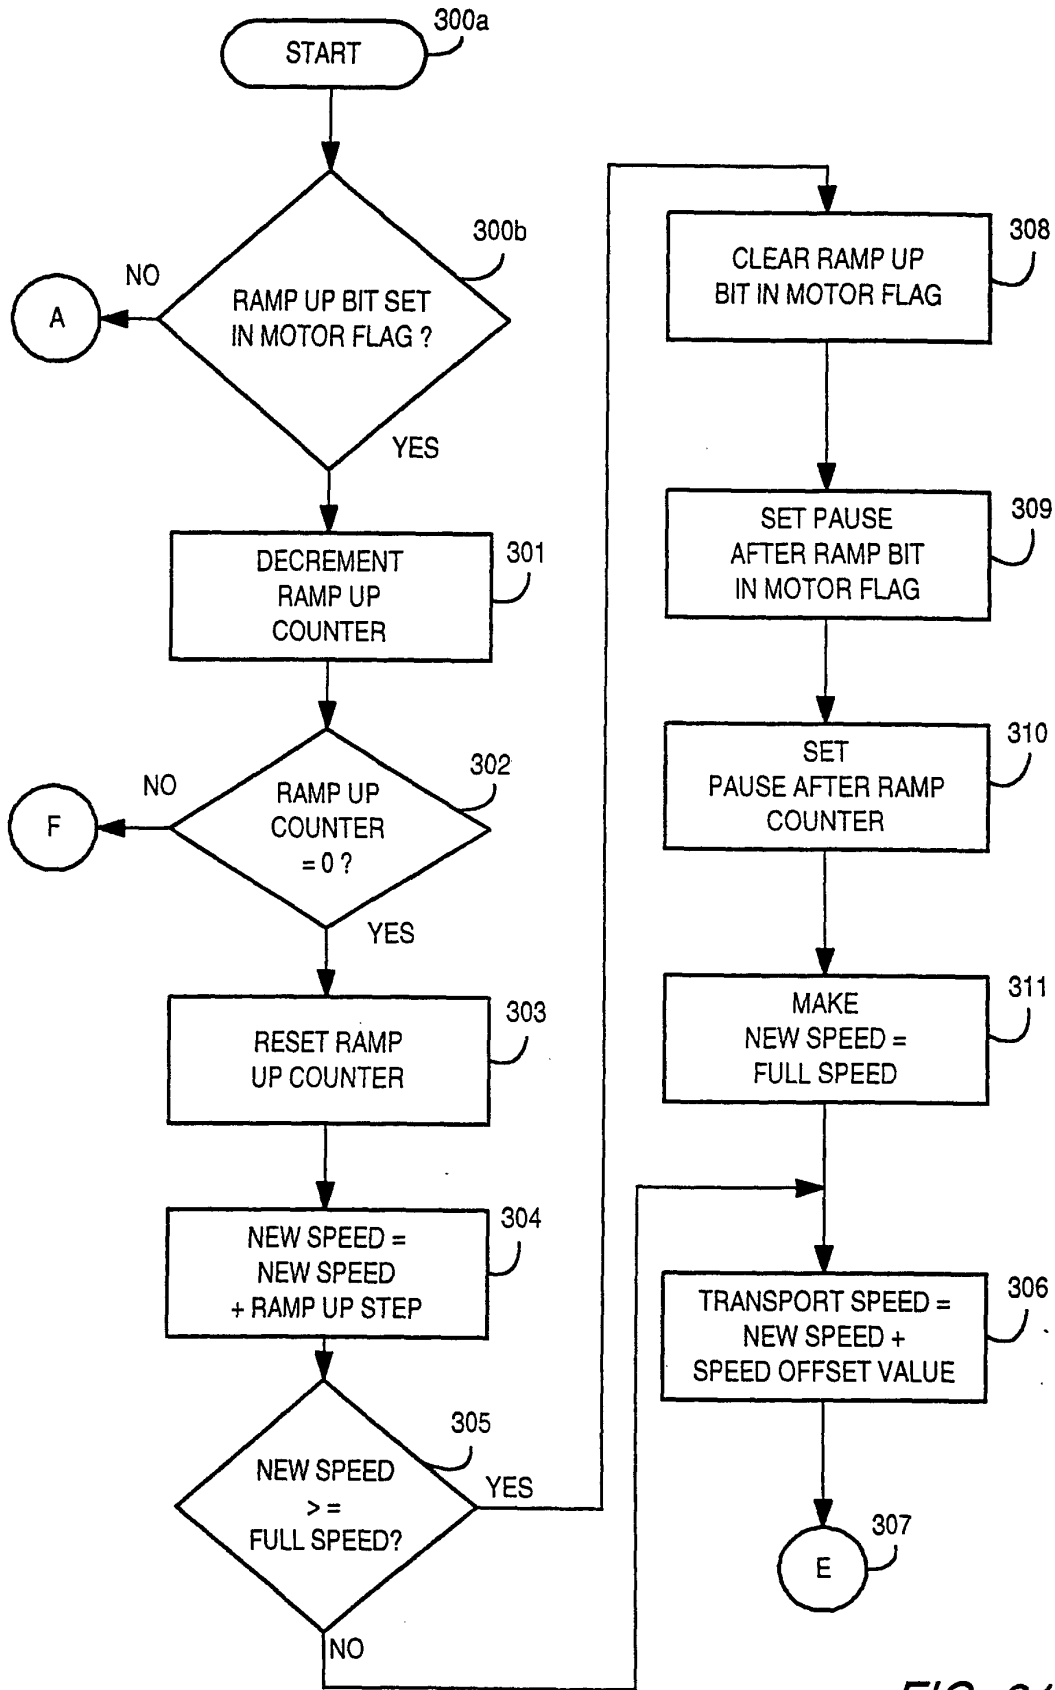 START
300a
300b
NO
A
RAMP UP BIT SET
IN MOTOR FLAG ?
YES
DECREMENT
RAMP UP
COUNTER
301
302
NO
F
RAMP UP
COUNTER
= 0 ?
YES
RESET RAMP
UP COUNTER
303
NEW SPEED =
NEW SPEED
+ RAMP UP STEP
304
305
NEW SPEED
> =
FULL SPEED?
YES
NO
CLEAR RAMP UP
BIT IN MOTOR FLAG
308
SET PAUSE
AFTER RAMP BIT
IN MOTOR FLAG
309
SET
PAUSE AFTER RAMP
COUNTER
310
MAKE
NEW SPEED =
FULL SPEED
311
TRANSPORT SPEED =
NEW SPEED +
SPEED OFFSET VALUE
306
E
307